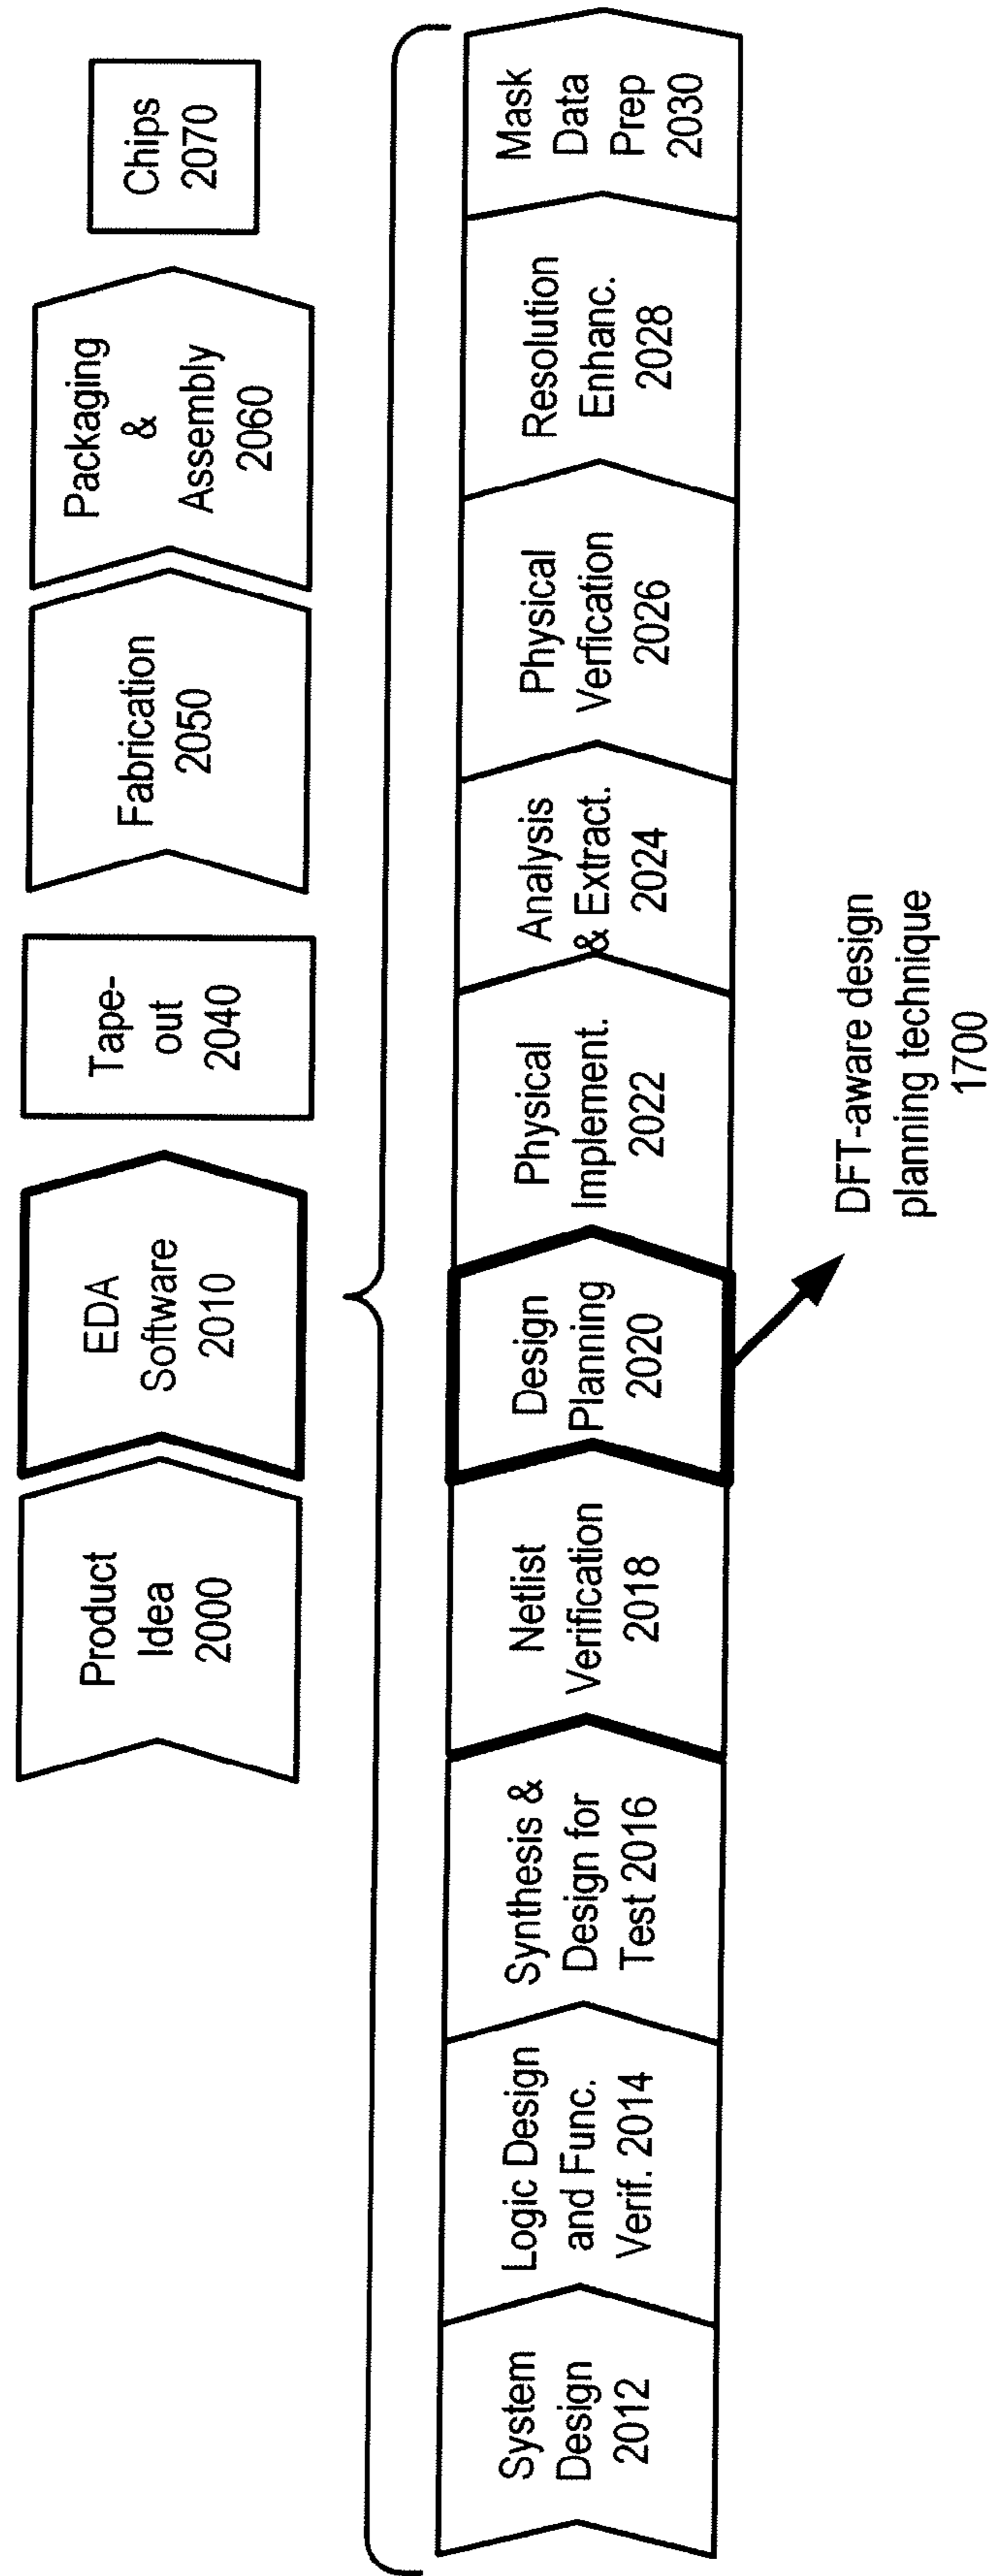 Product
Idea
2000
EDA
Software
2010
Tape-
out
2040
Fabrication
2050
Packaging
&
Assembly
2060
Chips
2070
System
Design
2012
Logic Design
and Func.
Verif. 2014
Synthesis &
Design for
Test 2016
Netlist
Verification
2018
Design
Planning
2020
Physical
Implement.
2022
Analysis
& Extract.
2024
Physical
Verfication
2026
Resolution
Enhanc.
2028
Mask
Data
Prep
2030
DFT-aware design
planning technique
1700